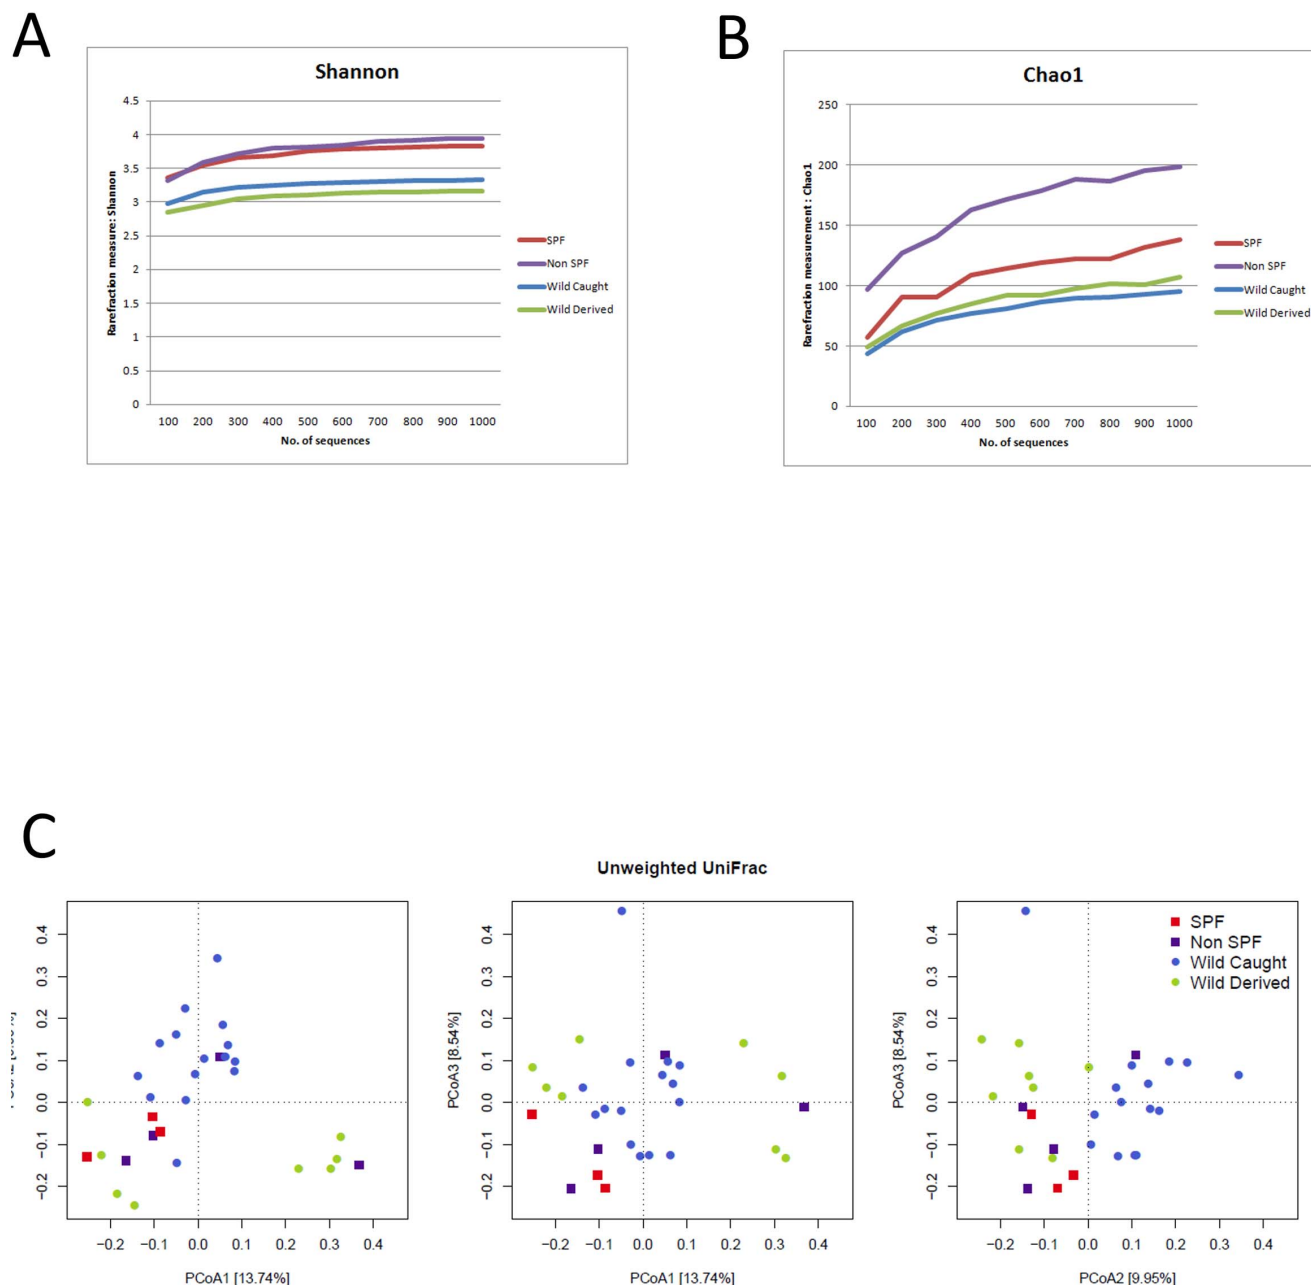 A
B
Shannon
4.5
4
3.5
3
2.5
2
1.5
1
0.5
0
Rarefraction measure: Shannon
100 200 300 400 500 600 700 800 900 1000
No. of sequences
SPF
Non SPF
Wild Caught
Wild Derived
Chao1
250
200
150
100
50
0
Rarefraction measurement : Chao1
100 200 300 400 500 600 700 800 900 1000
No. of sequences
SPF
Non SPF
Wild Caught
Wild Derived
C
Unweighted UniFrac
0.4
0.3
0.2
0.1
0.0
−0.1
−0.2
−0.2 −0.1 0.0 0.1 0.2 0.3 0.4
PCoA1 [13.74%]
PCoA3 [8.54%]
0.4
0.3
0.2
0.1
0.0
−0.1
−0.2
−0.2 −0.1 0.0 0.1 0.2 0.3 0.4
PCoA1 [13.74%]
PCoA3 [8.54%]
0.4
0.3
0.2
0.1
0.0
−0.1
−0.2
−0.2 −0.1 0.0 0.1 0.2 0.3 0.4
PCoA2 [9.95%]
SPF
Non SPF
Wild Caught
Wild Derived